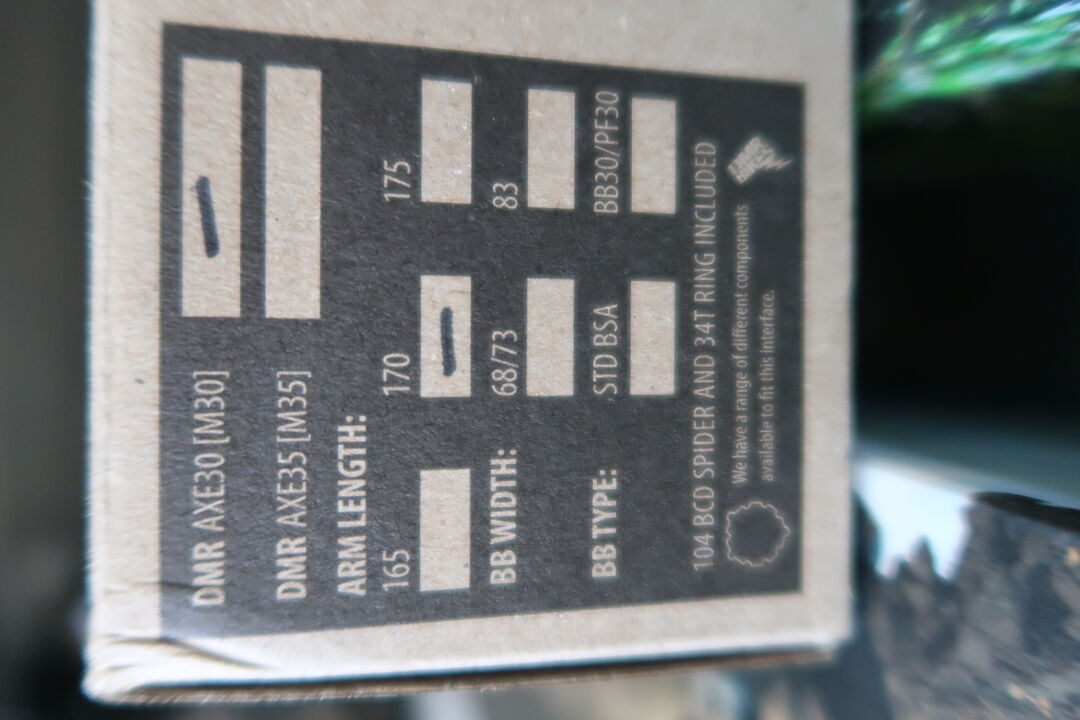 DMR AXE30 [M30]
DMR AXE35 [M35]
ARM LENGTH:
165 170 175
BB WIDTH: 68/73 83
BB TYPE: STD BSA BB30/PF30
104 BCD SPIDER AND 34T RING INCLUDED
We have a range of different components
available to fit this interface.